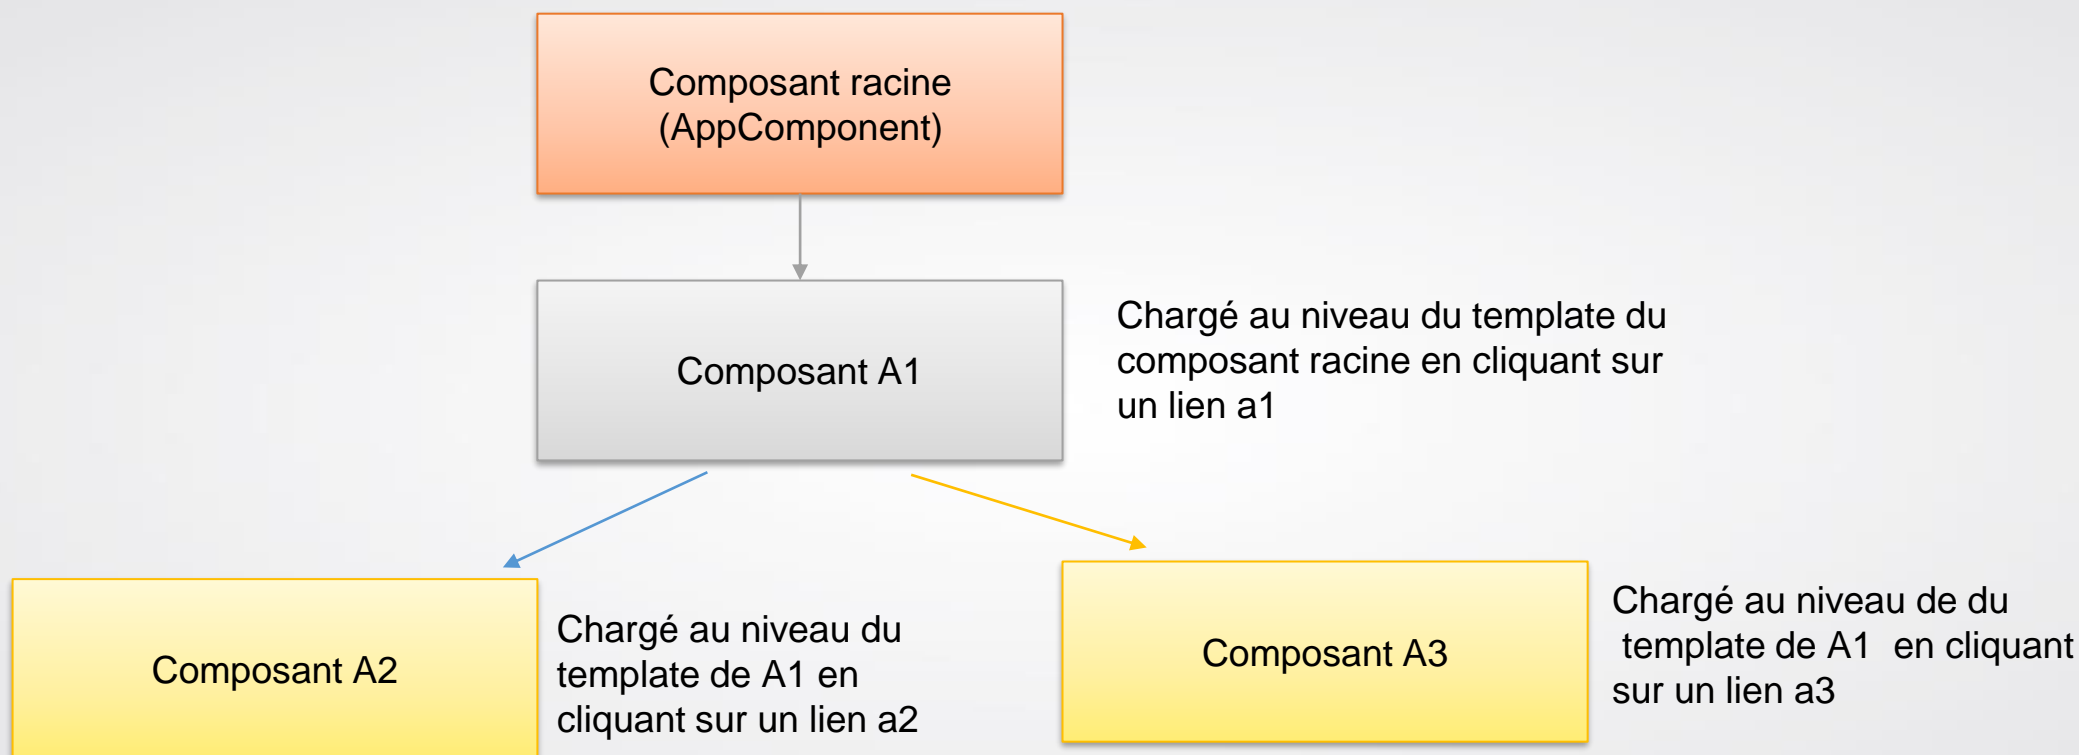 Composant racine
(AppComponent)
Composant A1
Chargé au niveau du template du
composant racine en cliquant sur
un lien a1
Composant A2
Chargé au niveau du
template de A1 en
cliquant sur un lien a2
Composant A3
Chargé au niveau de du
template de A1 en cliquant
sur un lien a3